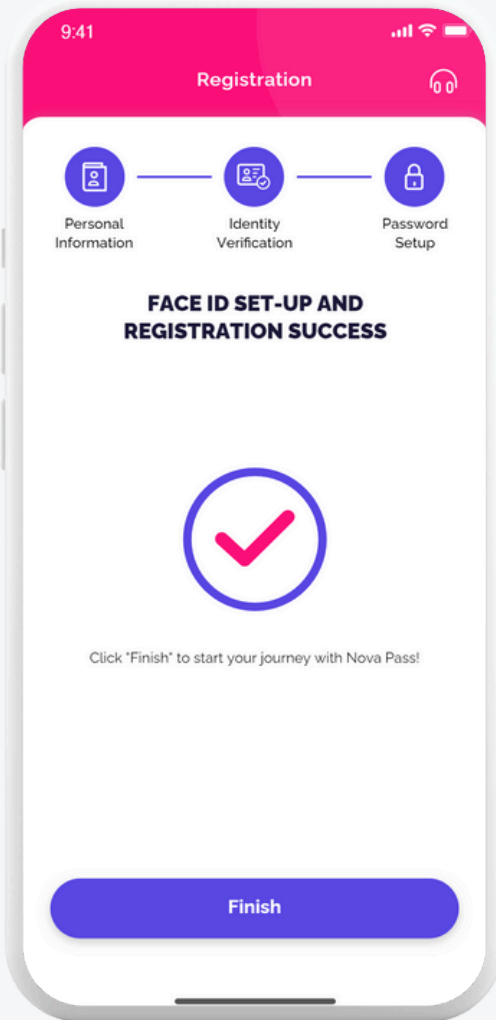 9:41
Registration
Personal
Information
Identity
Verification
Password
Setup
FACE ID SET-UP AND
REGISTRATION SUCCESS
Click "Finish" to start your journey with Nova Pass!
Finish